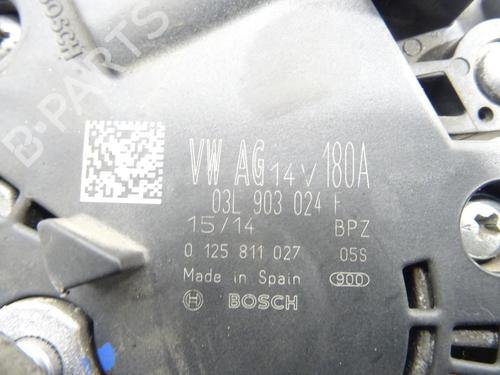 BOSCH
B-PARTS
VW AG 14V 180A
03L 903 024 F
15/14 BPZ
0 125 811 027 05S
Made in Spain 900
BOSCH